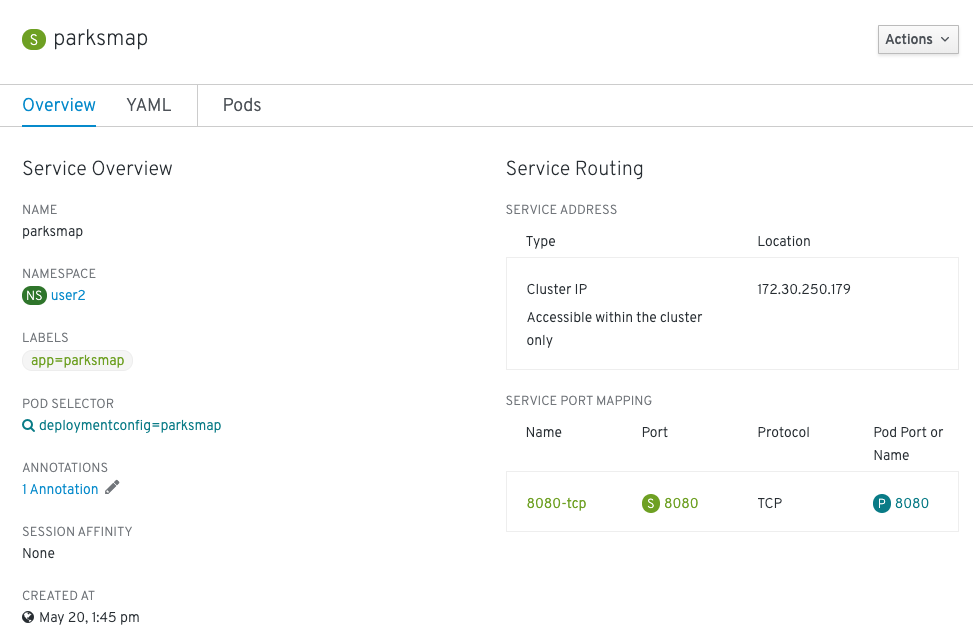 S parksmap
Actions
Overview YAML Pods
Service Overview
NAME
parksmap
NAMESPACE
NS user2
LABELS
app=parksmap
POD SELECTOR
deploymentconfig=parksmap
ANNOTATIONS
1 Annotation
SESSION AFFINITY
None
CREATED AT
May 20, 1:45 pm
Service Routing
SERVICE ADDRESS
Type Location
Cluster IP 172.30.250.179
Accessible within the cluster
only
SERVICE PORT MAPPING
Name Port Protocol Pod Port or
Name
8080-tcp S 8080 TCP P 8080